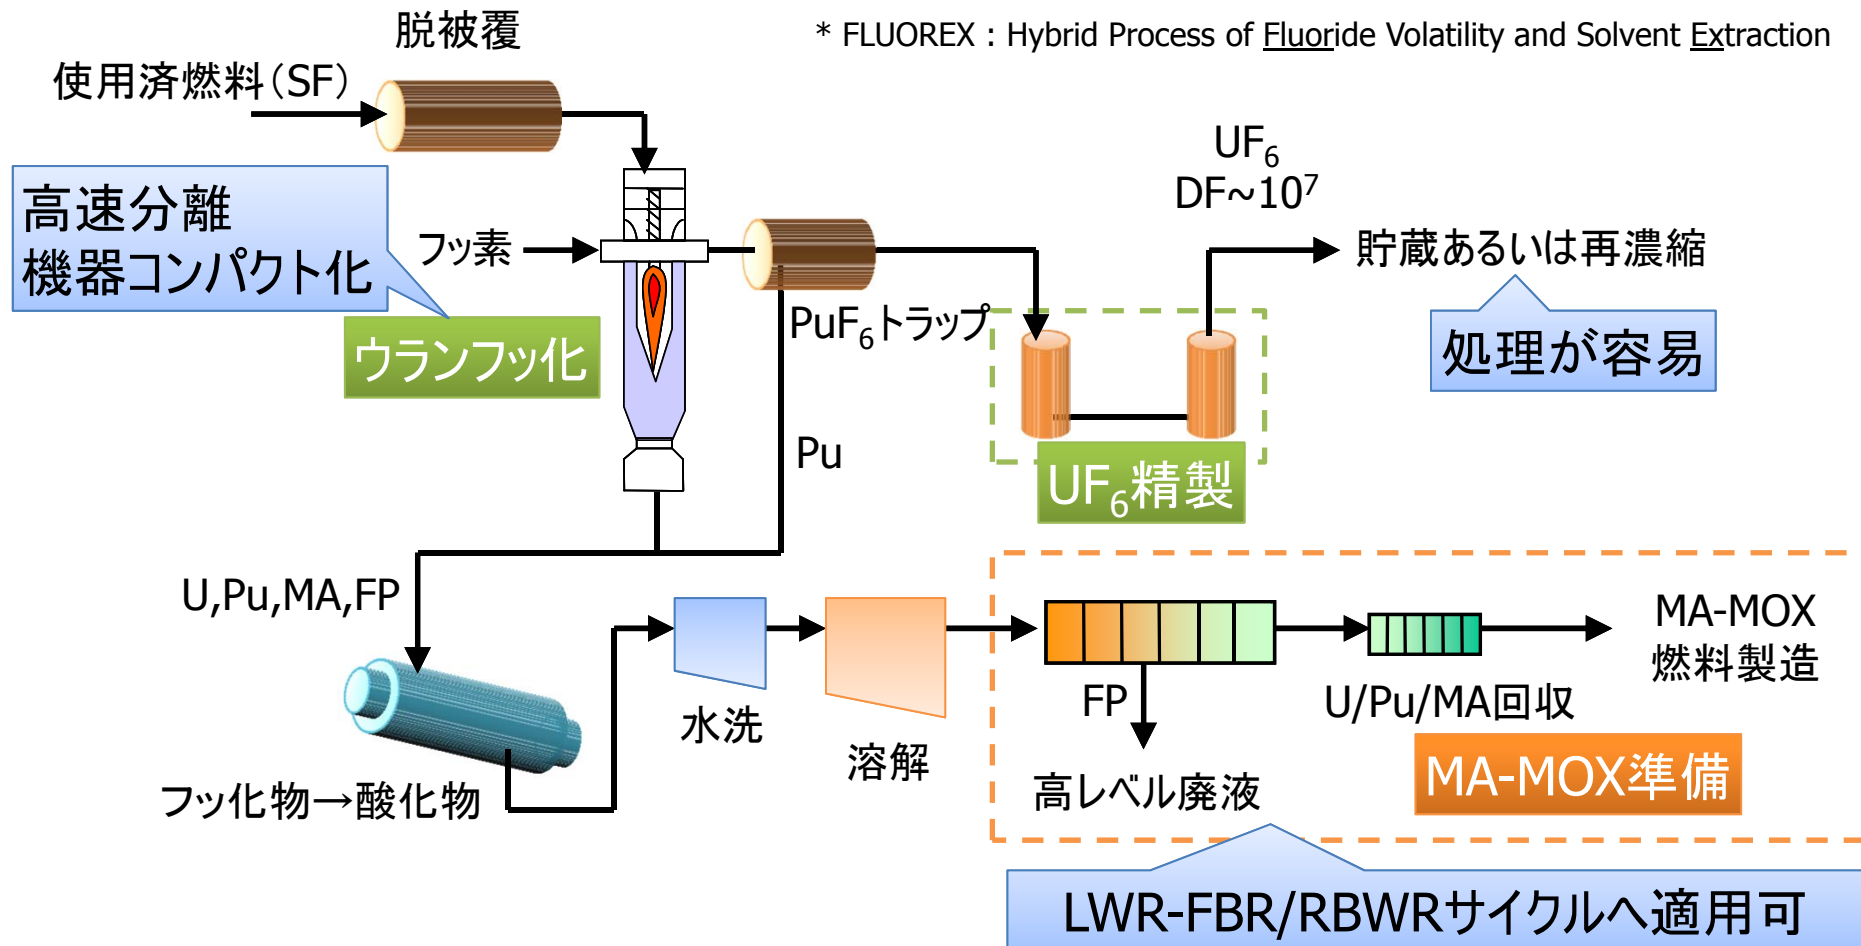 脱被覆
* FLUOREX : Hybrid Process of Fluoride Volatility and Solvent Extraction
使用済燃料（SF）
高速分離
機器コンパクト化
フッ素
ウランフッ化
PuF₆トラップ
Pu
UF₆
DF~10⁷
貯蔵あるいは再濃縮
処理が容易
UF₆精製
U,Pu,MA,FP
フッ化物→酸化物
水洗
溶解
FP
高レベル廃液
U/Pu/MA回収
MA-MOX
燃料製造
MA-MOX準備
LWR-FBR/RBWRサイクルへ適用可